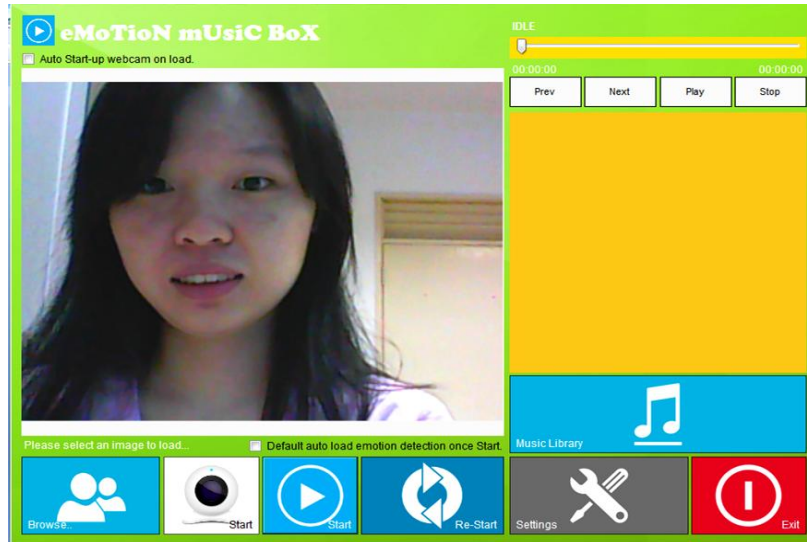 eMoTioN mUsiC BoX
Auto Start-up webcam on load.
IDLE
00:00:00 00:00:00
Prev Next Play Stop
Please select an image to load...
Default auto load emotion detection once Start.
Music Library
Browse..
Start
Start
Re-Start
Settings
Exit